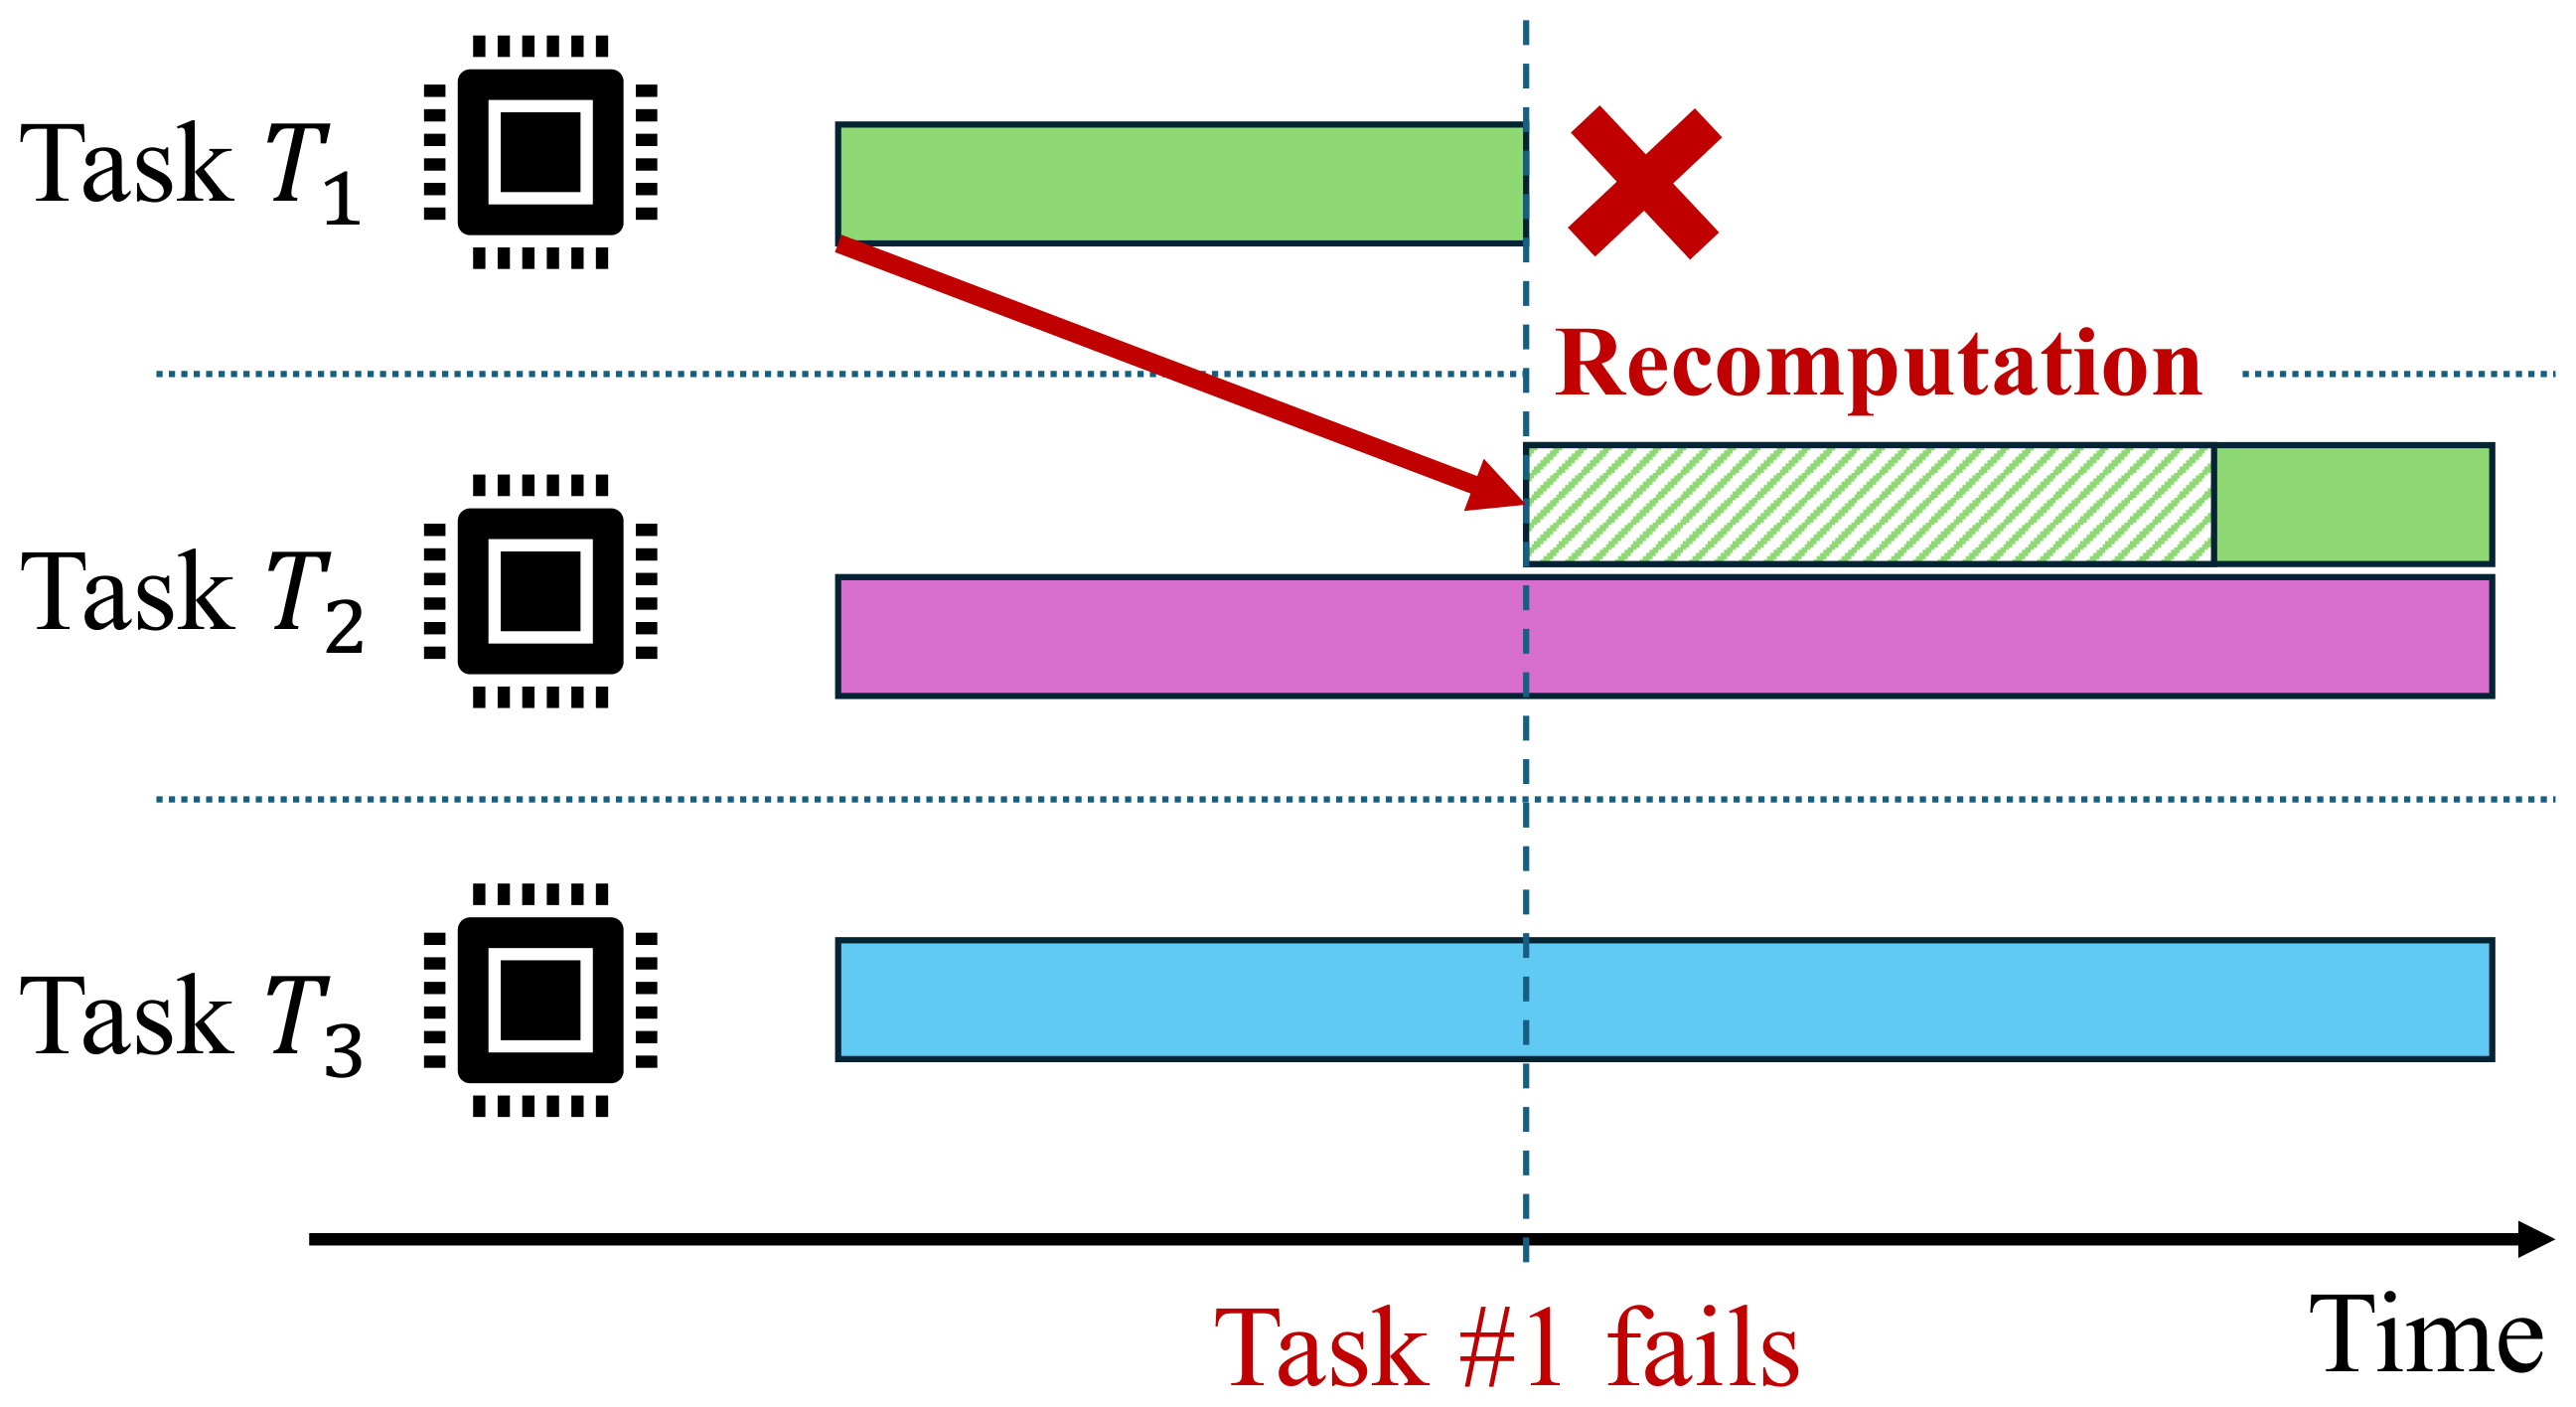 Task T₁
Recomputation
Task T₂
Task T₃
Task #1 fails
Time